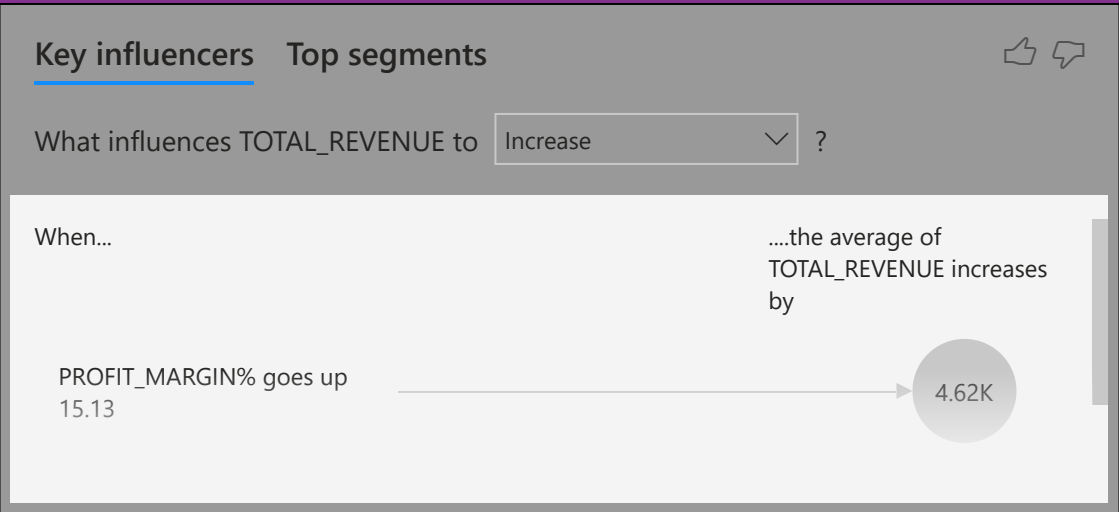 Key influencers Top segments
What influences TOTAL_REVENUE to Increase ?
When...
....the average of
TOTAL_REVENUE increases
by
PROFIT_MARGIN% goes up
15.13
4.62K